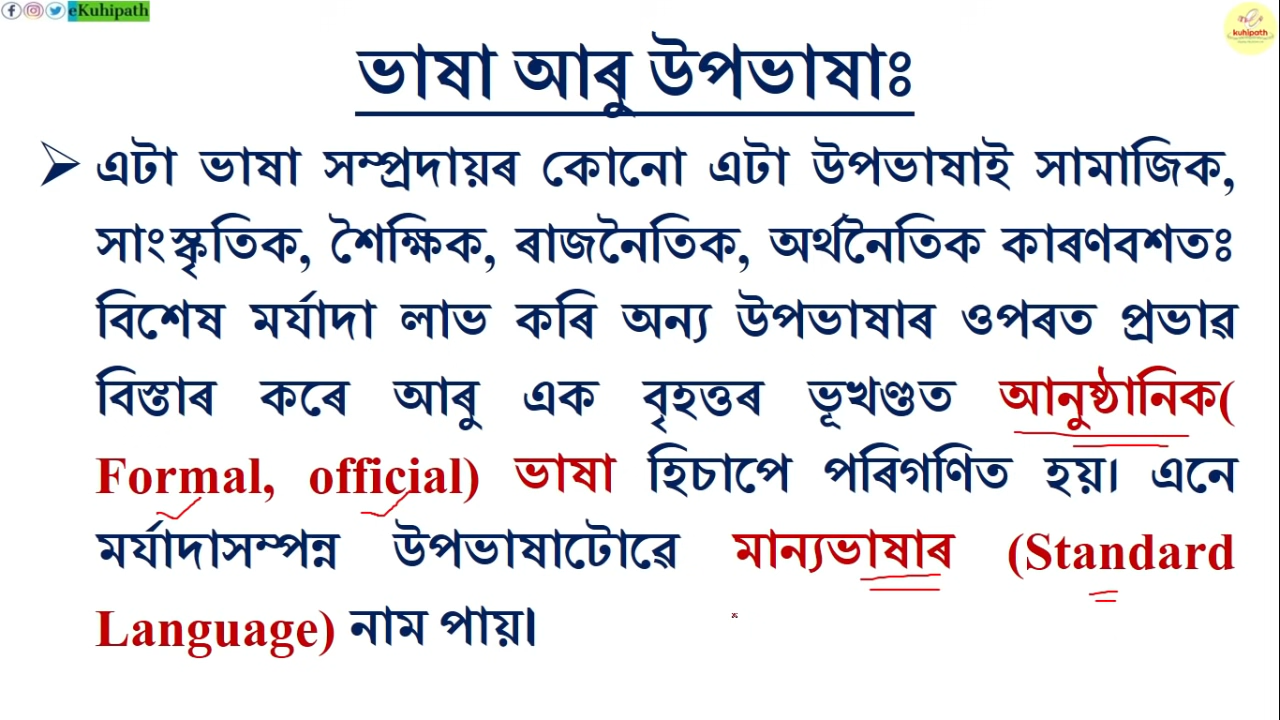 eKuhipath
kuhipath
ভাষা আৰু উপভাষাঃ
এটা ভাষা সম্প্ৰদায়ৰ কোনো এটা উপভাষাই সামাজিক,
সাংস্কৃতিক, শৈক্ষিক, ৰাজনৈতিক, অৰ্থনৈতিক কাৰণবশতঃ
বিশেষ মৰ্যাদা লাভ কৰি অন্য উপভাষাৰ ওপৰত প্ৰভাৱ
বিস্তাৰ কৰে আৰু এক বৃহত্তৰ ভূখণ্ডত আনুষ্ঠানিক(
Formal, official) ভাষা হিচাপে পৰিগণিত হয়। এনে
মৰ্যাদাসম্পন্ন উপভাষাটোৱে মান্যভাষাৰ (Standard
Language) নাম পায়।